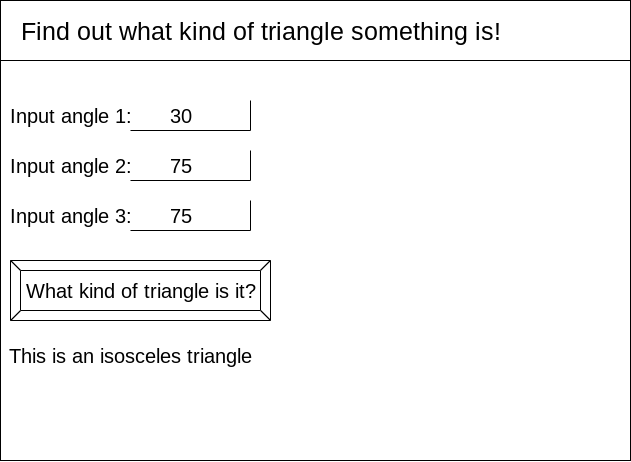 Find out what kind of triangle something is!
Input angle 1: 30
Input angle 2: 75
Input angle 3: 75
What kind of triangle is it?
This is an isosceles triangle